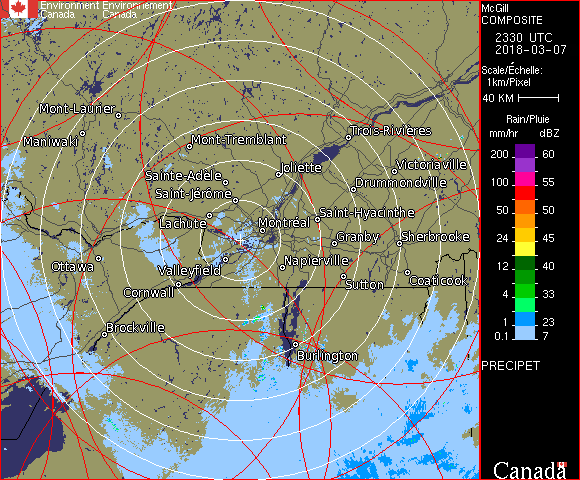 Environment Environnement
Canada Canada
McGill
COMPOSITE
2330 UTC
2018-03-07
Scale/Échelle:
1km/Pixel
40 KM
Rain/Pluie
mm/hr dBZ
200 60
150 57
100 55
50 50
24 45
12 40
4 33
1 23
0.1 7
PRECIPET
Canada
Mont-Laurier
Maniwaki
Mont-Tremblant
Trois-Rivières
Joliette
Victoriaville
Sainte-Adèle
Drummondville
Saint-Jérôme
Lachute
Saint-Hyacinthe
Montréal
Granby
Sherbrooke
Ottawa
Valleyfield
Napierville
Cornwall
Sutton
Coaticook
Brockville
Burlington